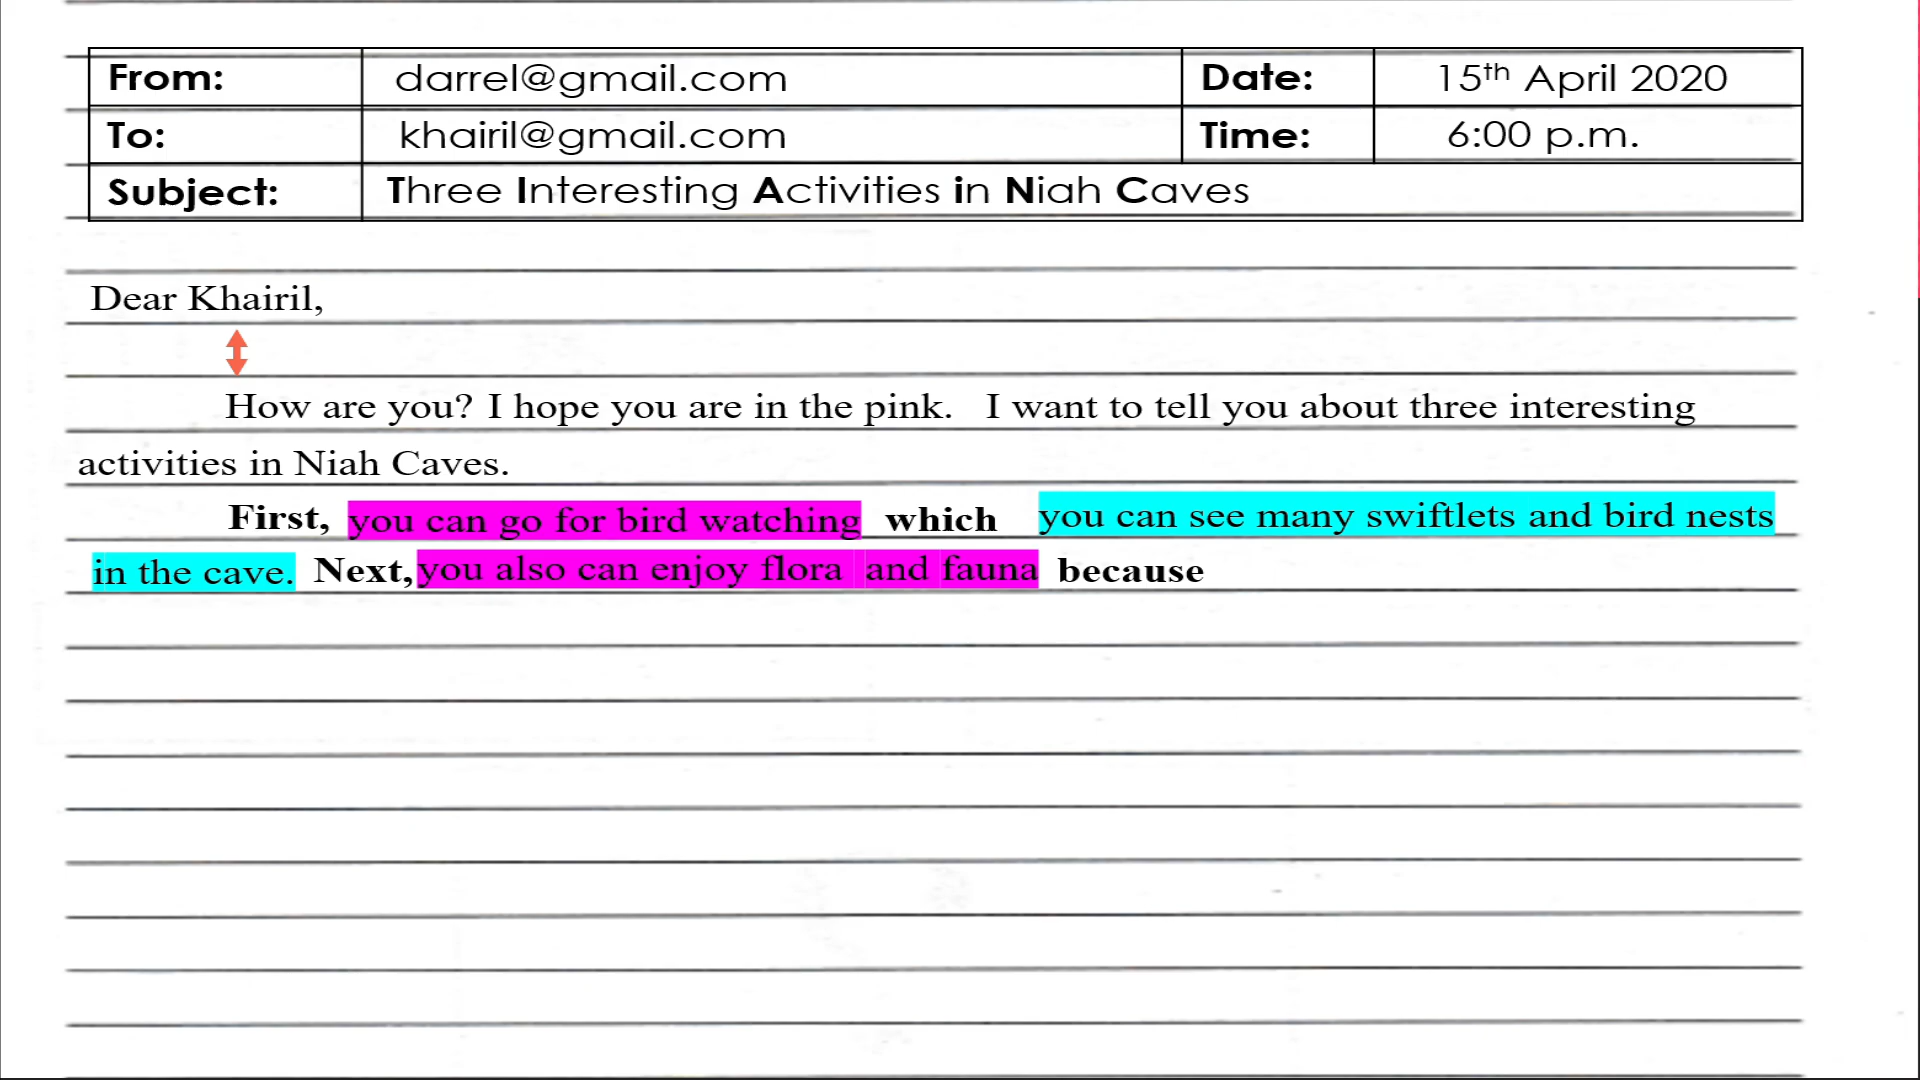 From: darrel@gmail.com Date: 15th April 2020
To: khairil@gmail.com Time: 6:00 p.m.
Subject: Three Interesting Activities in Niah Caves
Dear Khairil,
How are you? I hope you are in the pink. I want to tell you about three interesting
activities in Niah Caves.
First, you can go for bird watching which you can see many swiftlets and bird nests
in the cave. Next, you also can enjoy flora and fauna because